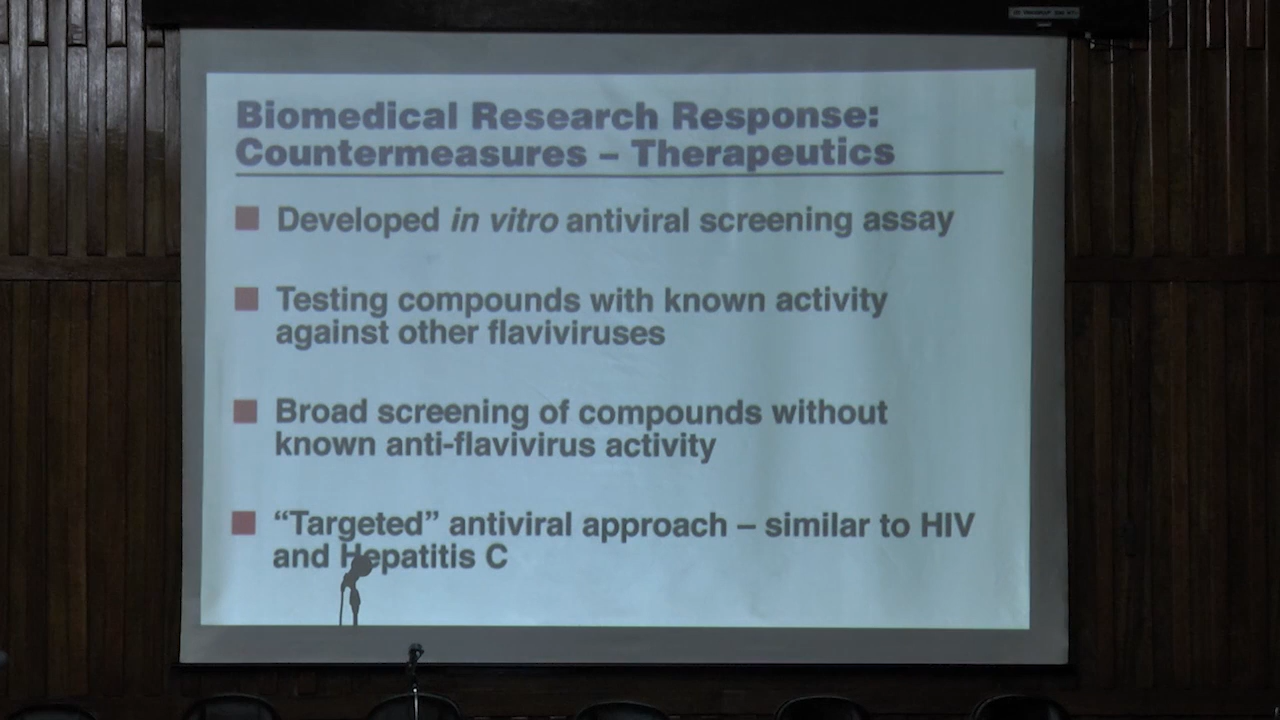 Biomedical Research Response:
Countermeasures – Therapeutics
Developed in vitro antiviral screening assay
Testing compounds with known activity
against other flaviviruses
Broad screening of compounds without
known anti-flavivirus activity
“Targeted” antiviral approach – similar to HIV
and Hepatitis C